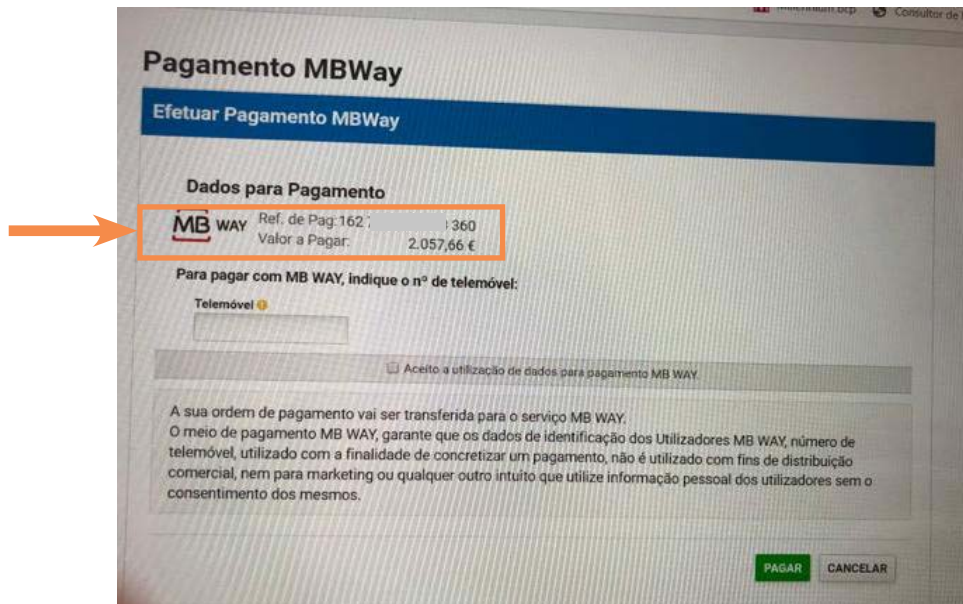 Consultor de
Pagamento MBWay
Efetuar Pagamento MBWay
Dados para Pagamento
MB WAY
Ref. de Pag:162 360
Valor a Pagar: 2.057,66 €
Para pagar com MB WAY, indique o nº de telemóvel:
Telemóvel
Aceito a utilização de dados para pagamento MB WAY.
A sua ordem de pagamento vai ser transferida para o serviço MB WAY.
O meio de pagamento MB WAY, garante que os dados de identificação dos Utilizadores MB WAY, número de
telemóvel, utilizado com a finalidade de concretizar um pagamento, não é utilizado com fins de distribuição
comercial, nem para marketing ou qualquer outro intuíto que utilize informação pessoal dos utilizadores sem o
consentimento dos mesmos.
PAGAR CANCELAR